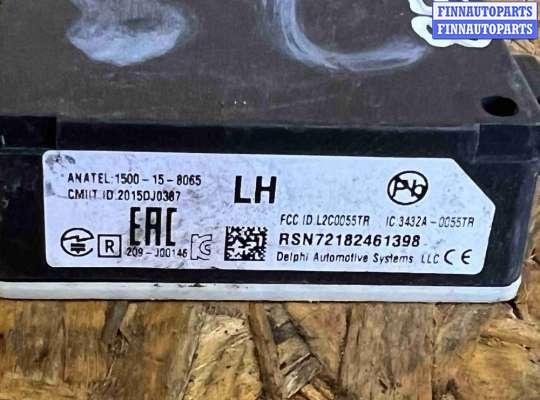 FINNAUTOPARTS
FINNAUTOPARTS
ANATEL:1500-15-8065
CMIIT ID:2015DJ0387
LH
Pb
FCC ID L2C0055TR IC 3432A-0055TR
EAC
R
209-J00146
RSN72182461398
Delphi Automotive Systems, LLC CE